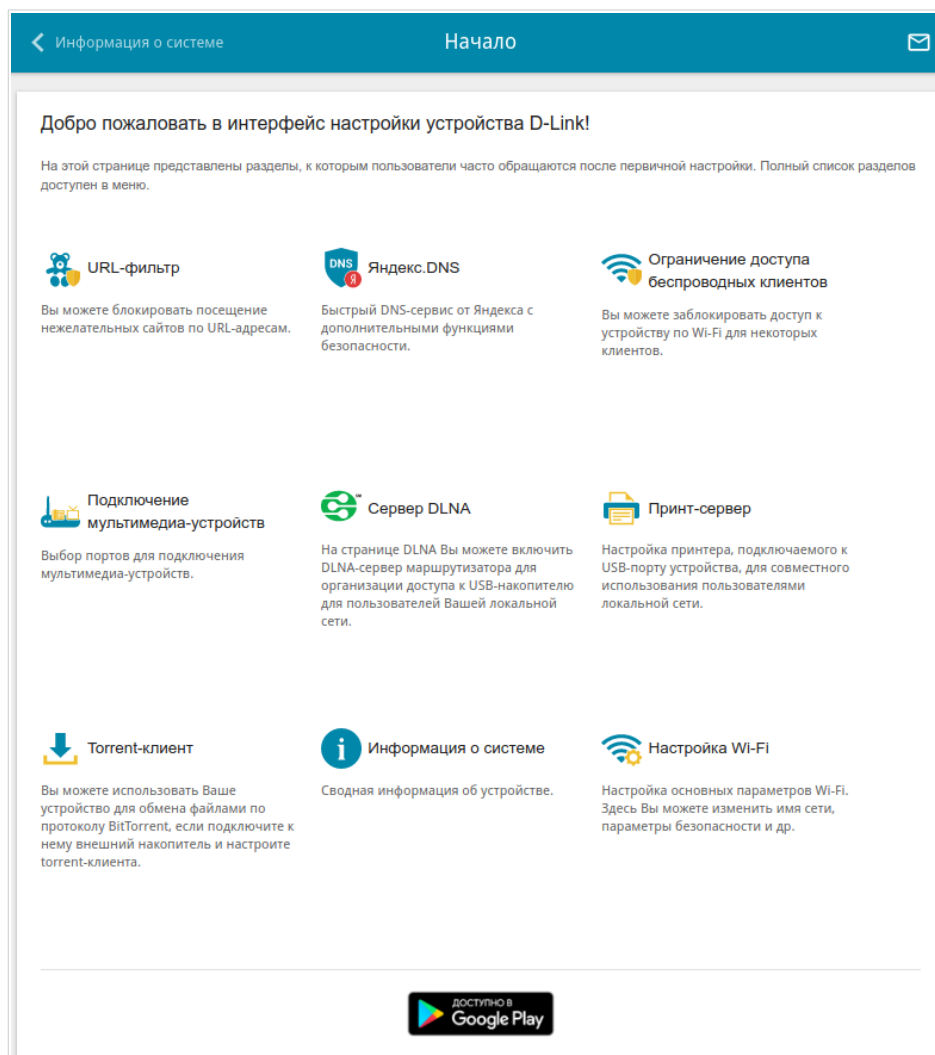 Информация о системе
Начало
Добро пожаловать в интерфейс настройки устройства D-Link!
На этой странице представлены разделы, к которым пользователи часто обращаются после первичной настройки. Полный список разделов
доступен в меню.
URL-фильтр
Вы можете блокировать посещение
нежелательных сайтов по URL-адресам.
DNS
Я
Яндекс.DNS
Быстрый DNS-сервис от Яндекса с
дополнительными функциями
безопасности.
Ограничение доступа
беспроводных клиентов
Вы можете заблокировать доступ к
устройству по Wi-Fi для некоторых
клиентов.
Подключение
мультимедиа-устройств
Выбор портов для подключения
мультимедиа-устройств.
Сервер DLNA
На странице DLNA Вы можете включить
DLNA-сервер маршрутизатора для
организации доступа к USB-накопителю
для пользователей Вашей локальной
сети.
Принт-сервер
Настройка принтера, подключаемого к
USB-порту устройства, для совместного
использования пользователями
локальной сети.
Torrent-клиент
Вы можете использовать Ваше
устройство для обмена файлами по
протоколу BitTorrent, если подключите к
нему внешний накопитель и настроите
torrent-клиента.
i
Информация о системе
Сводная информация об устройстве.
Настройка Wi-Fi
Настройка основных параметров Wi-Fi.
Здесь Вы можете изменить имя сети,
параметры безопасности и др.
ДОСТУПНО В
Google Play